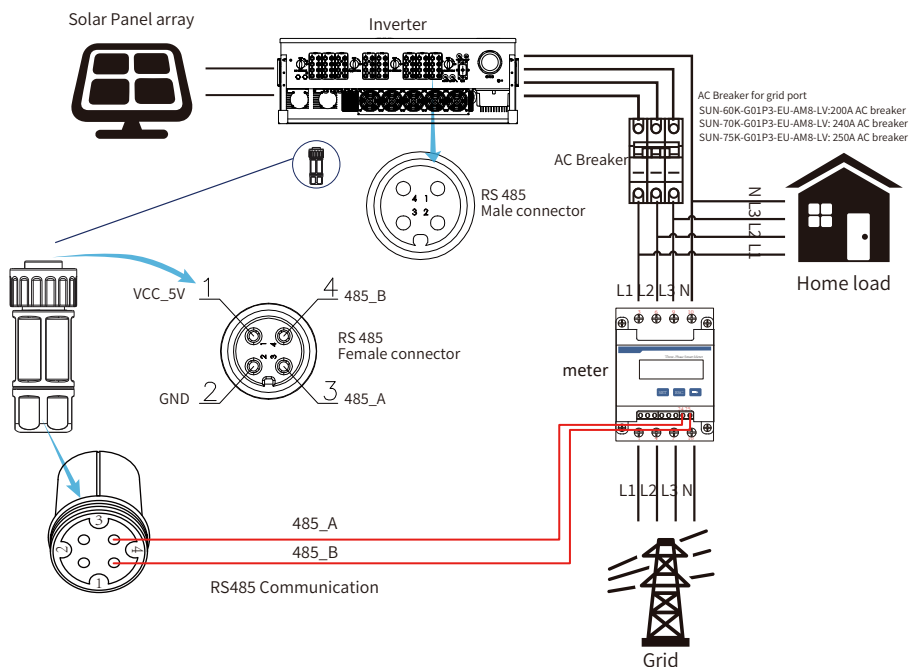 Solar Panel array
Inverter
AC Breaker for grid port
SUN-60K-G01P3-EU-AM8-LV:200A AC breaker
SUN-70K-G01P3-EU-AM8-LV: 240A AC breaker
SUN-75K-G01P3-EU-AM8-LV: 250A AC breaker
AC Breaker
4 1
3 2
RS 485
Male connector
N
L3
L2
L1
Home load
VCC_5V 1
4 485_B
1 4
2 3
RS 485
Female connector
GND 2
3 485_A
L1 L2 L3 N
meter
L1 L2 L3 N
3
2 4
1
485_A
485_B
RS485 Communication
Grid